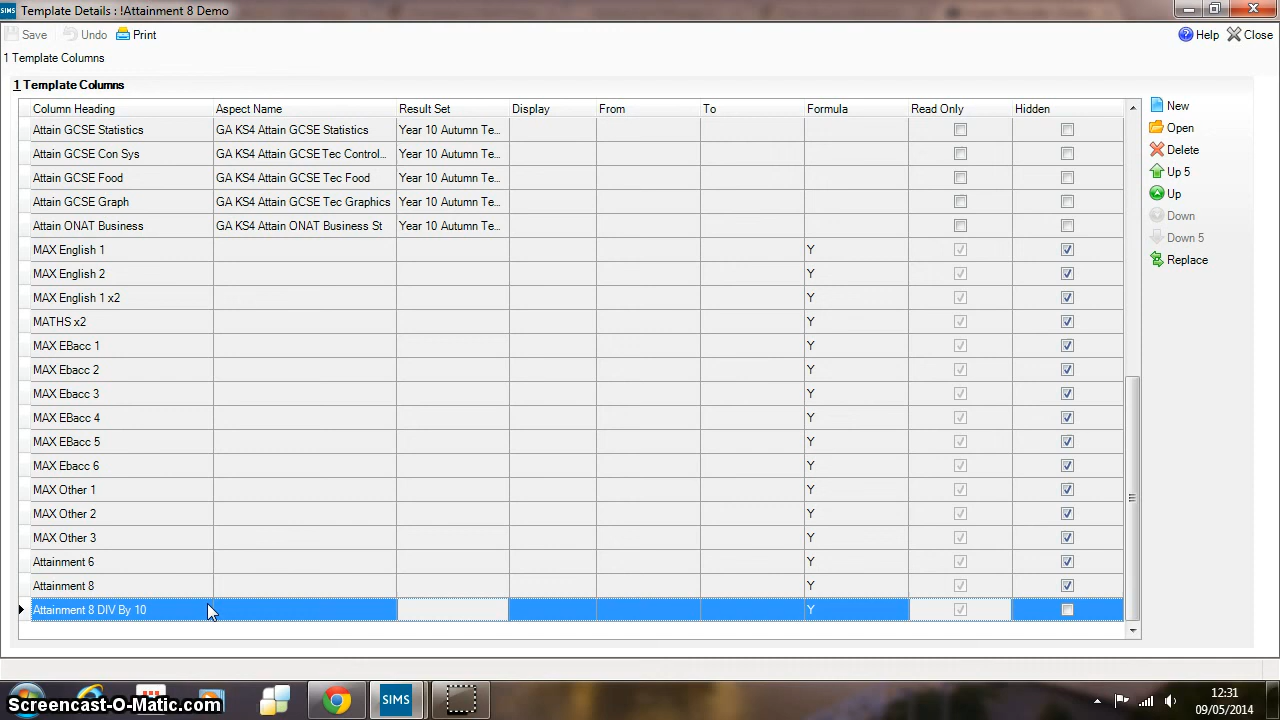 SIMS Template Details : !Attainment 8 Demo
Save Undo Print Help Close
1 Template Columns
1 Template Columns
Column Heading Aspect Name Result Set Display From To Formula Read Only Hidden
Attain GCSE Statistics GA KS4 Attain GCSE Statistics Year 10 Autumn Te...
Attain GCSE Con Sys GA KS4 Attain GCSE Tec Control... Year 10 Autumn Te...
Attain GCSE Food GA KS4 Attain GCSE Tec Food Year 10 Autumn Te...
Attain GCSE Graph GA KS4 Attain GCSE Tec Graphics Year 10 Autumn Te...
Attain ONAT Business GA KS4 Attain ONAT Business St Year 10 Autumn Te...
MAX English 1 Y
MAX English 2 Y
MAX English 1 x2 Y
MATHS x2 Y
MAX EBacc 1 Y
MAX Ebacc 2 Y
MAX Ebacc 3 Y
MAX EBacc 4 Y
MAX EBacc 5 Y
MAX Ebacc 6 Y
MAX Other 1 Y
MAX Other 2 Y
MAX Other 3 Y
Attainment 6 Y
Attainment 8 Y
Attainment 8 DIV By 10 Y
New
Open
Delete
Up 5
Up
Down
Down 5
Replace
SIMS
12:31
09/05/2014
Screencast-O-Matic.com